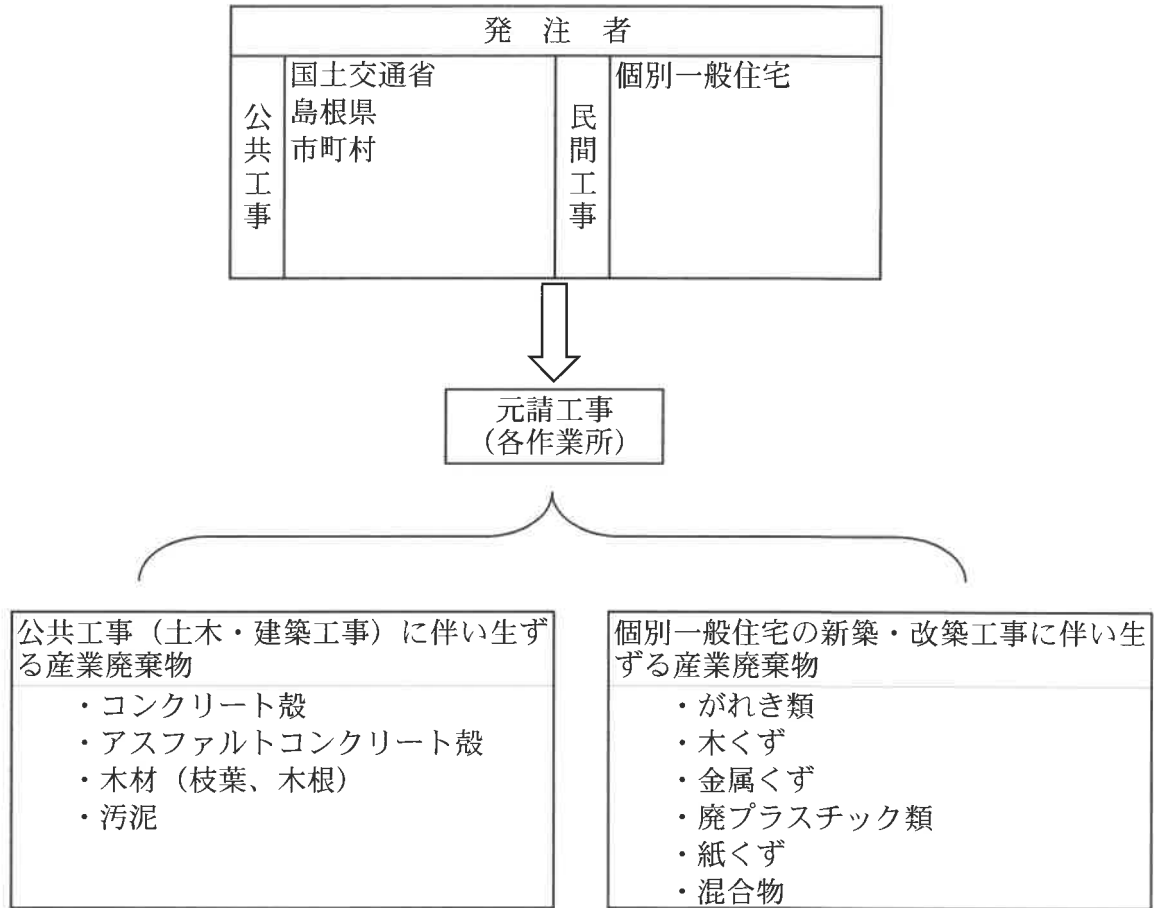 発注者
公共工事
国土交通省
島根県
市町村
民間工事
個別一般住宅
元請工事
(各作業所)
公共工事(土木・建築工事)に伴い生ず
る産業廃棄物
・コンクリート殻
・アスファルトコンクリート殻
・木材(枝葉、木根)
・汚泥
個別一般住宅の新築・改築工事に伴い生
ずる産業廃棄物
・がれき類
・木くず
・金属くず
・廃プラスチック類
・紙くず
・混合物